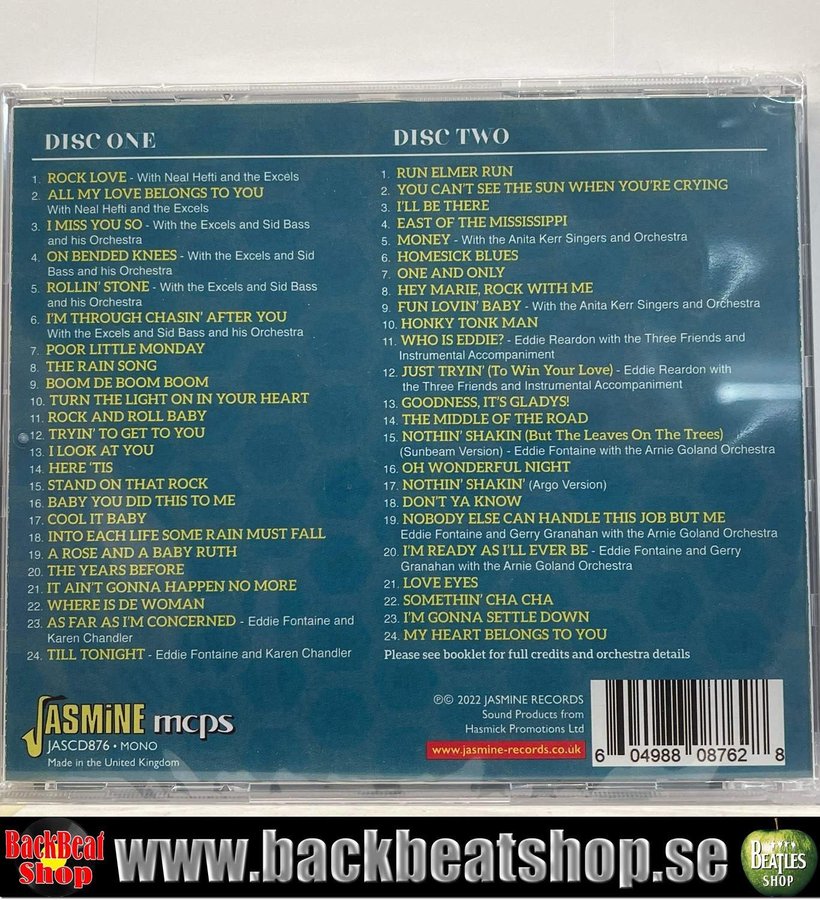 DISC ONE
1. ROCK LOVE - With Neal Hefti and the Excels
2. ALL MY LOVE BELONGS TO YOU
With Neal Hefti and the Excels
3. I MISS YOU SO - With the Excels and Sid Bass
and his Orchestra
4. ON BENDED KNEES - With the Excels and Sid
Bass and his Orchestra
5. ROLLIN' STONE - With the Excels and Sid Bass
and his Orchestra
6. I'M THROUGH CHASIN' AFTER YOU
With the Excels and Sid Bass and his Orchestra
7. POOR LITTLE MONDAY
8. THE RAIN SONG
9. BOOM DE BOOM BOOM
10. TURN THE LIGHT ON IN YOUR HEART
11. ROCK AND ROLL BABY
12. TRYIN' TO GET TO YOU
13. I LOOK AT YOU
14. HERE 'TIS
15. STAND ON THAT ROCK
16. BABY YOU DID THIS TO ME
17. COOL IT BABY
18. INTO EACH LIFE SOME RAIN MUST FALL
19. A ROSE AND A BABY RUTH
20. THE YEARS BEFORE
21. IT AIN'T GONNA HAPPEN NO MORE
22. WHERE IS DE WOMAN
23. AS FAR AS I'M CONCERNED - Eddie Fontaine and
Karen Chandler
24. TILL TONIGHT - Eddie Fontaine and Karen Chandler
DISC TWO
1. RUN ELMER RUN
2. YOU CAN'T SEE THE SUN WHEN YOU'RE CRYING
3. I'LL BE THERE
4. EAST OF THE MISSISSIPPI
5. MONEY - With the Anita Kerr Singers and Orchestra
6. HOMESICK BLUES
7. ONE AND ONLY
8. HEY MARIE, ROCK WITH ME
9. FUN LOVIN' BABY - With the Anita Kerr Singers and Orchestra
10. HONKY TONK MAN
11. WHO IS EDDIE? - Eddie Reardon with the Three Friends and
Instrumental Accompaniment
12. JUST TRYIN' (To Win Your Love) - Eddie Reardon with
the Three Friends and Instrumental Accompaniment
13. GOODNESS, IT'S GLADYS!
14. THE MIDDLE OF THE ROAD
15. NOTHIN' SHAKIN (But The Leaves On The Trees)
(Sunbeam Version) - Eddie Fontaine with the Arnie Goland Orchestra
16. OH WONDERFUL NIGHT
17. NOTHIN' SHAKIN' (Argo Version)
18. DON'T YA KNOW
19. NOBODY ELSE CAN HANDLE THIS JOB BUT ME
Eddie Fontaine and Gerry Granahan with the Arnie Goland Orchestra
20. I'M READY AS I'LL EVER BE - Eddie Fontaine and Gerry
Granahan with the Arnie Goland Orchestra
21. LOVE EYES
22. SOMETHIN' CHA CHA
23. I'M GONNA SETTLE DOWN
24. MY HEART BELONGS TO YOU
Please see booklet for full credits and orchestra details
JASMINE mcps
JASCD876 • MONO
Made in the United Kingdom
℗© 2022 JASMINE RECORDS
Sound Products from
Hasmick Promotions Ltd
www.jasmine-records.co.uk
6 04988 08762 8
BackBeat
Shop
www.backbeatshop.se
BEATLES
SHOP